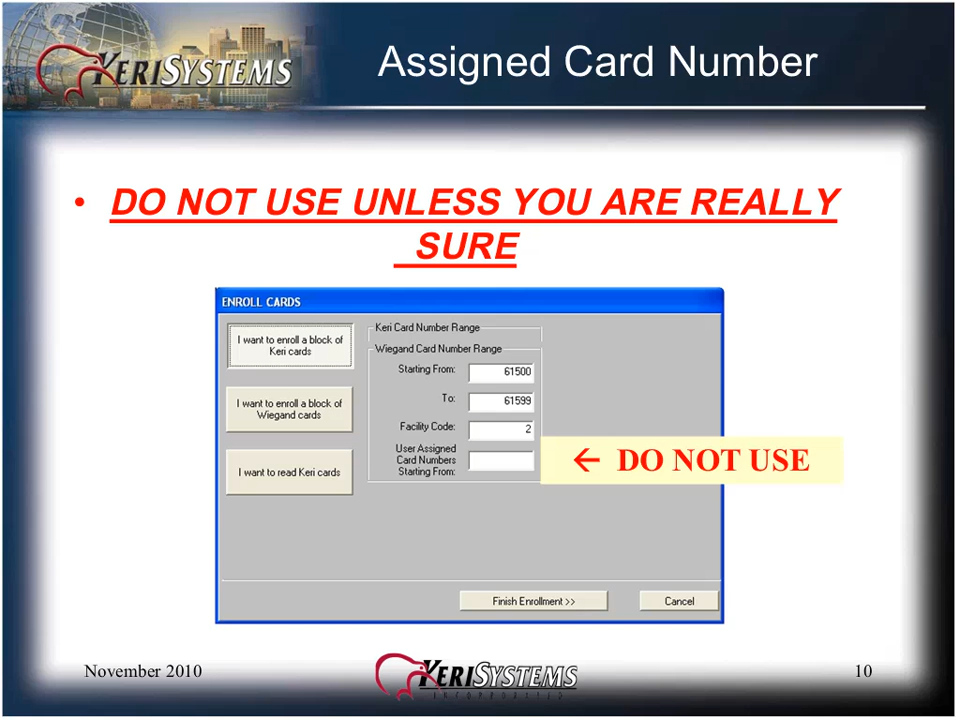 KERISYSTEMS
Assigned Card Number
• DO NOT USE UNLESS YOU ARE REALLY
SURE
ENROLL CARDS
I want to enroll a block of
Keri cards
I want to enroll a block of
Wiegand cards
I want to read Keri cards
Keri Card Number Range
Wiegand Card Number Range
Starting From: 61500
To: 61599
Facility Code: 2
User Assigned
Card Numbers
Starting From:
← DO NOT USE
Finish Enrollment >>
Cancel
November 2010
KERISYSTEMS
INCORPORATED
10